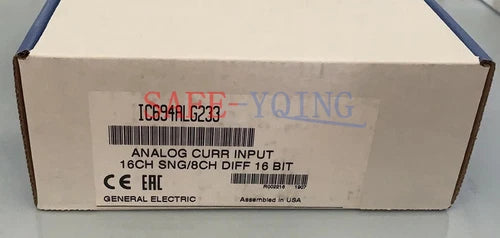 IC694ALG233
SAFE-YQING
ANALOG CURR INPUT
16CH SNG/8CH DIFF 16 BIT
CE EAC
R002216 1907
GENERAL ELECTRIC Assembled in USA